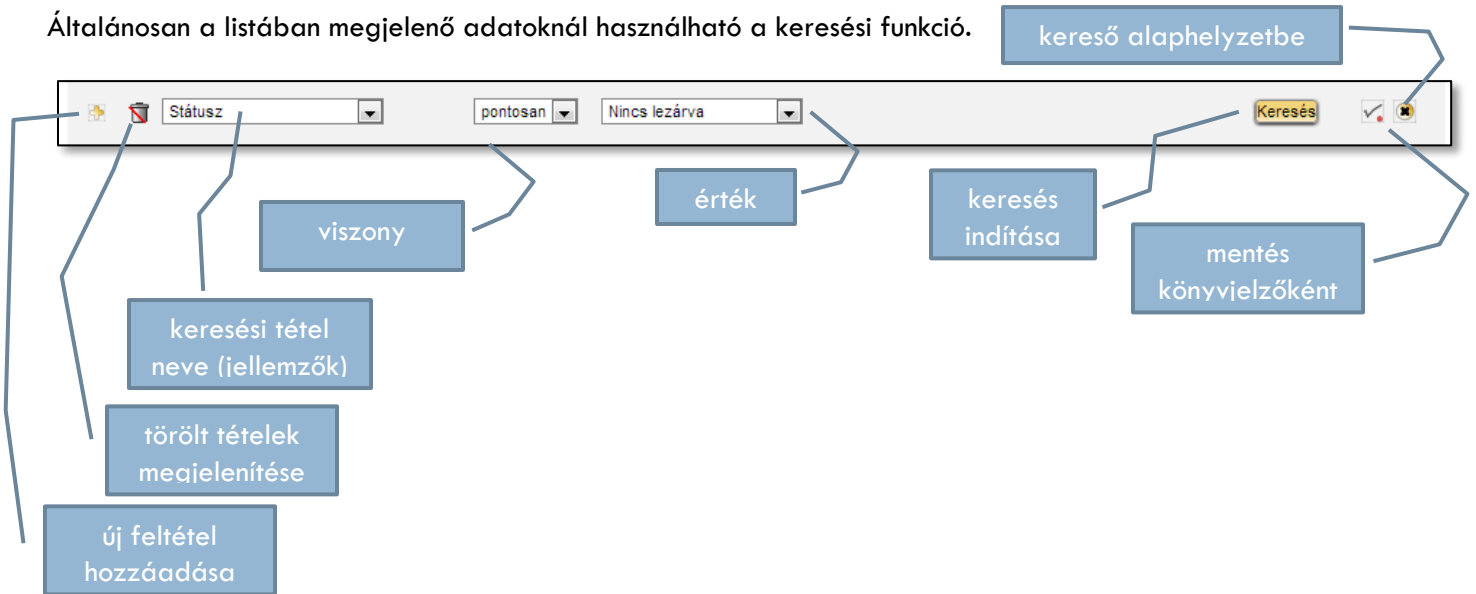 Általánosan a listában megjelenő adatoknál használható a keresési funkció.
kereső alaphelyzetbe
Státusz
pontosan
Nincs lezárva
Keresés
érték
keresés
indítása
viszony
mentés
könyvjelzőként
keresési tétel
neve (jellemzők)
törölt tételek
megjelenítése
új feltétel
hozzáadása